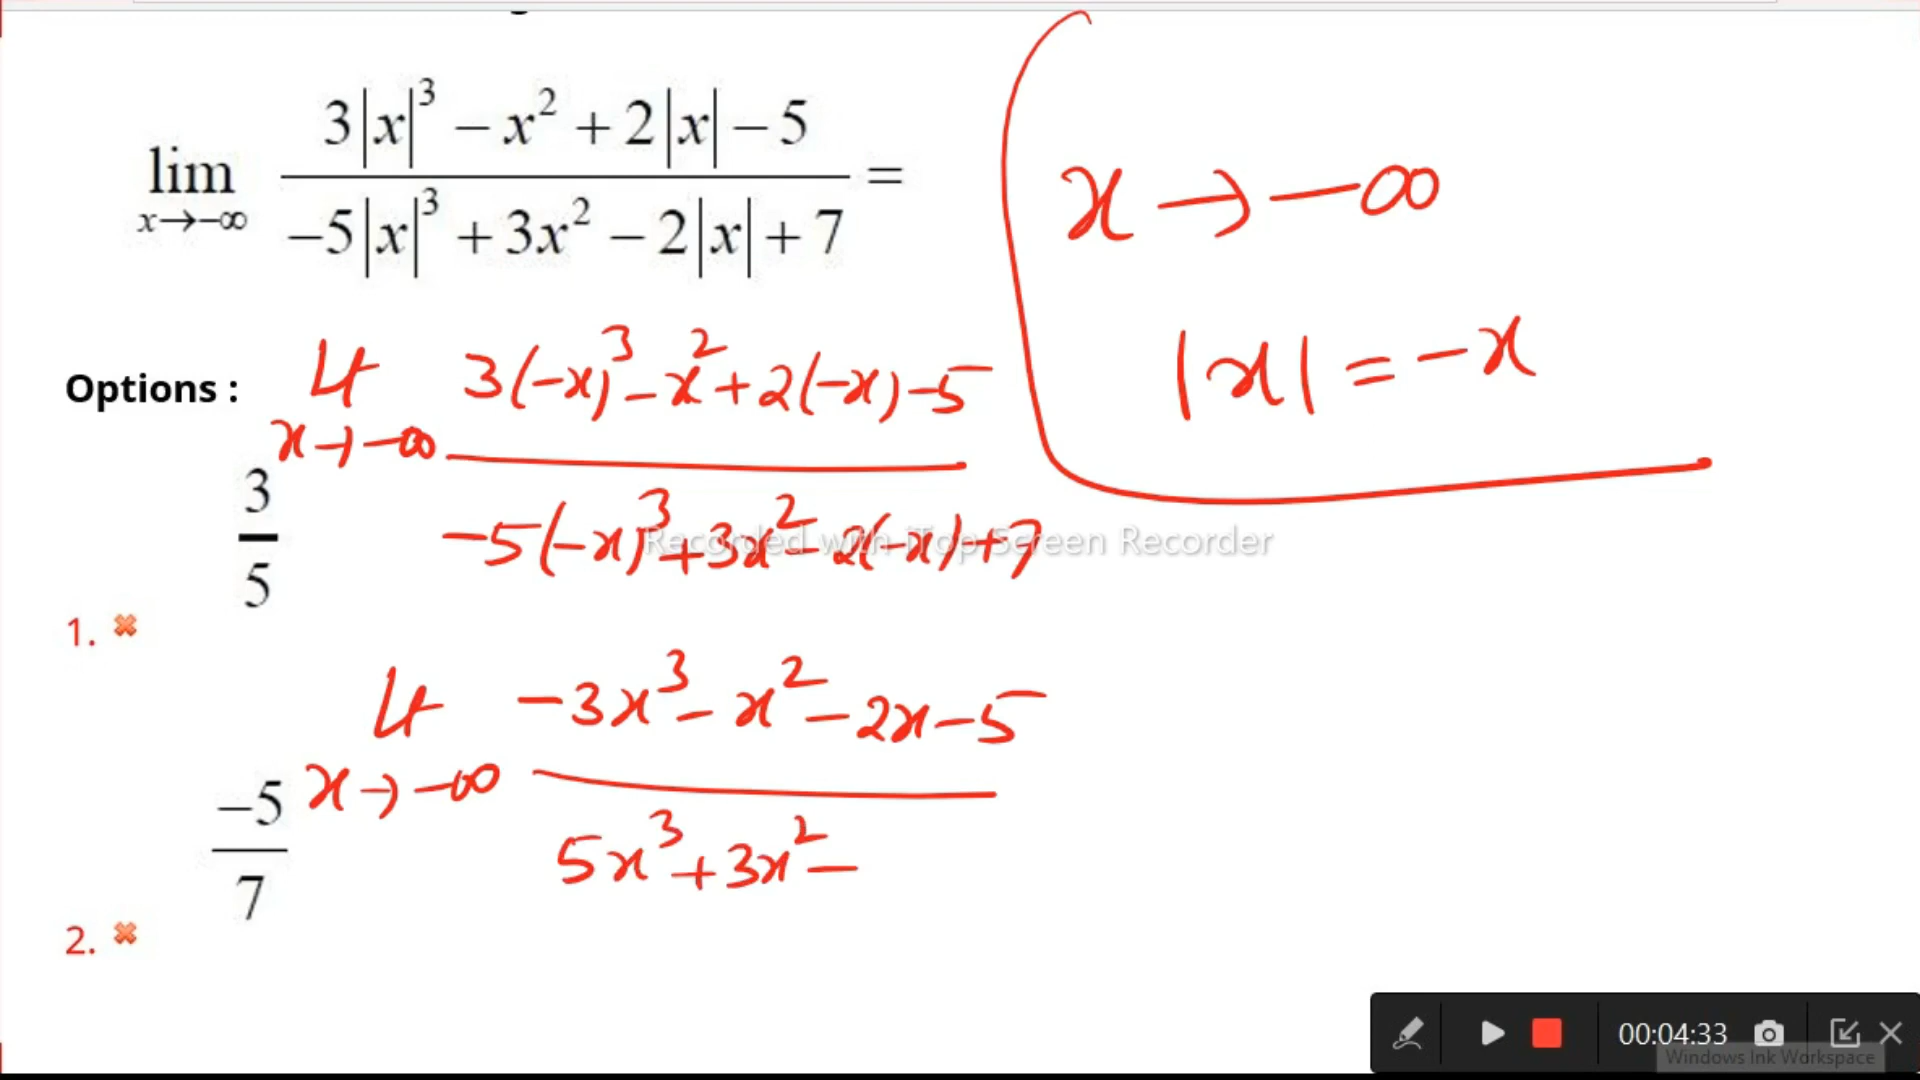 lim x→-∞ (3|x|³ − x² + 2|x| − 5) / (−5|x|³ + 3x² − 2|x| + 7) =
x → −∞
|x| = −x
Options :
Lt x→−∞ (3(−x)³ − x² + 2(−x) − 5) / (−5(−x)³ + 3x² − 2(−x) + 7)
Recorded with iTop Screen Recorder
3/5
1.
Lt x→−∞ (−3x³ − x² − 2x − 5) / (5x³ + 3x² −
−5/7
2.
00:04:33
Windows Ink Workspace